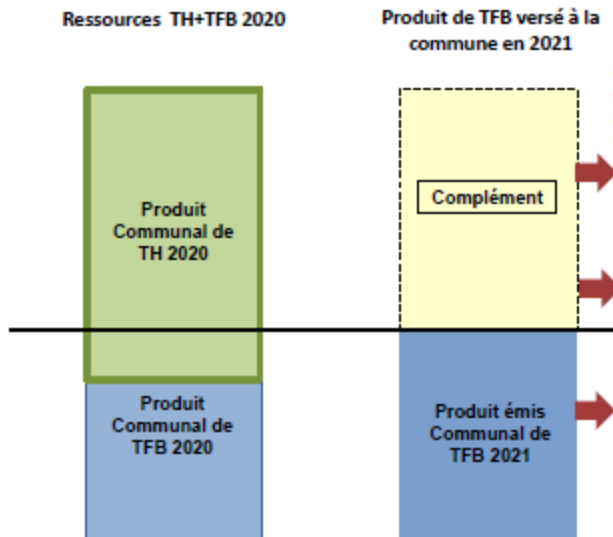 Ressources TH+TFB 2020
Produit de TFB versé à la
commune en 2021
Produit
Communal de
TH 2020
Complément
Produit
Communal de
TFB 2020
Produit émis
Communal de
TFB 2021